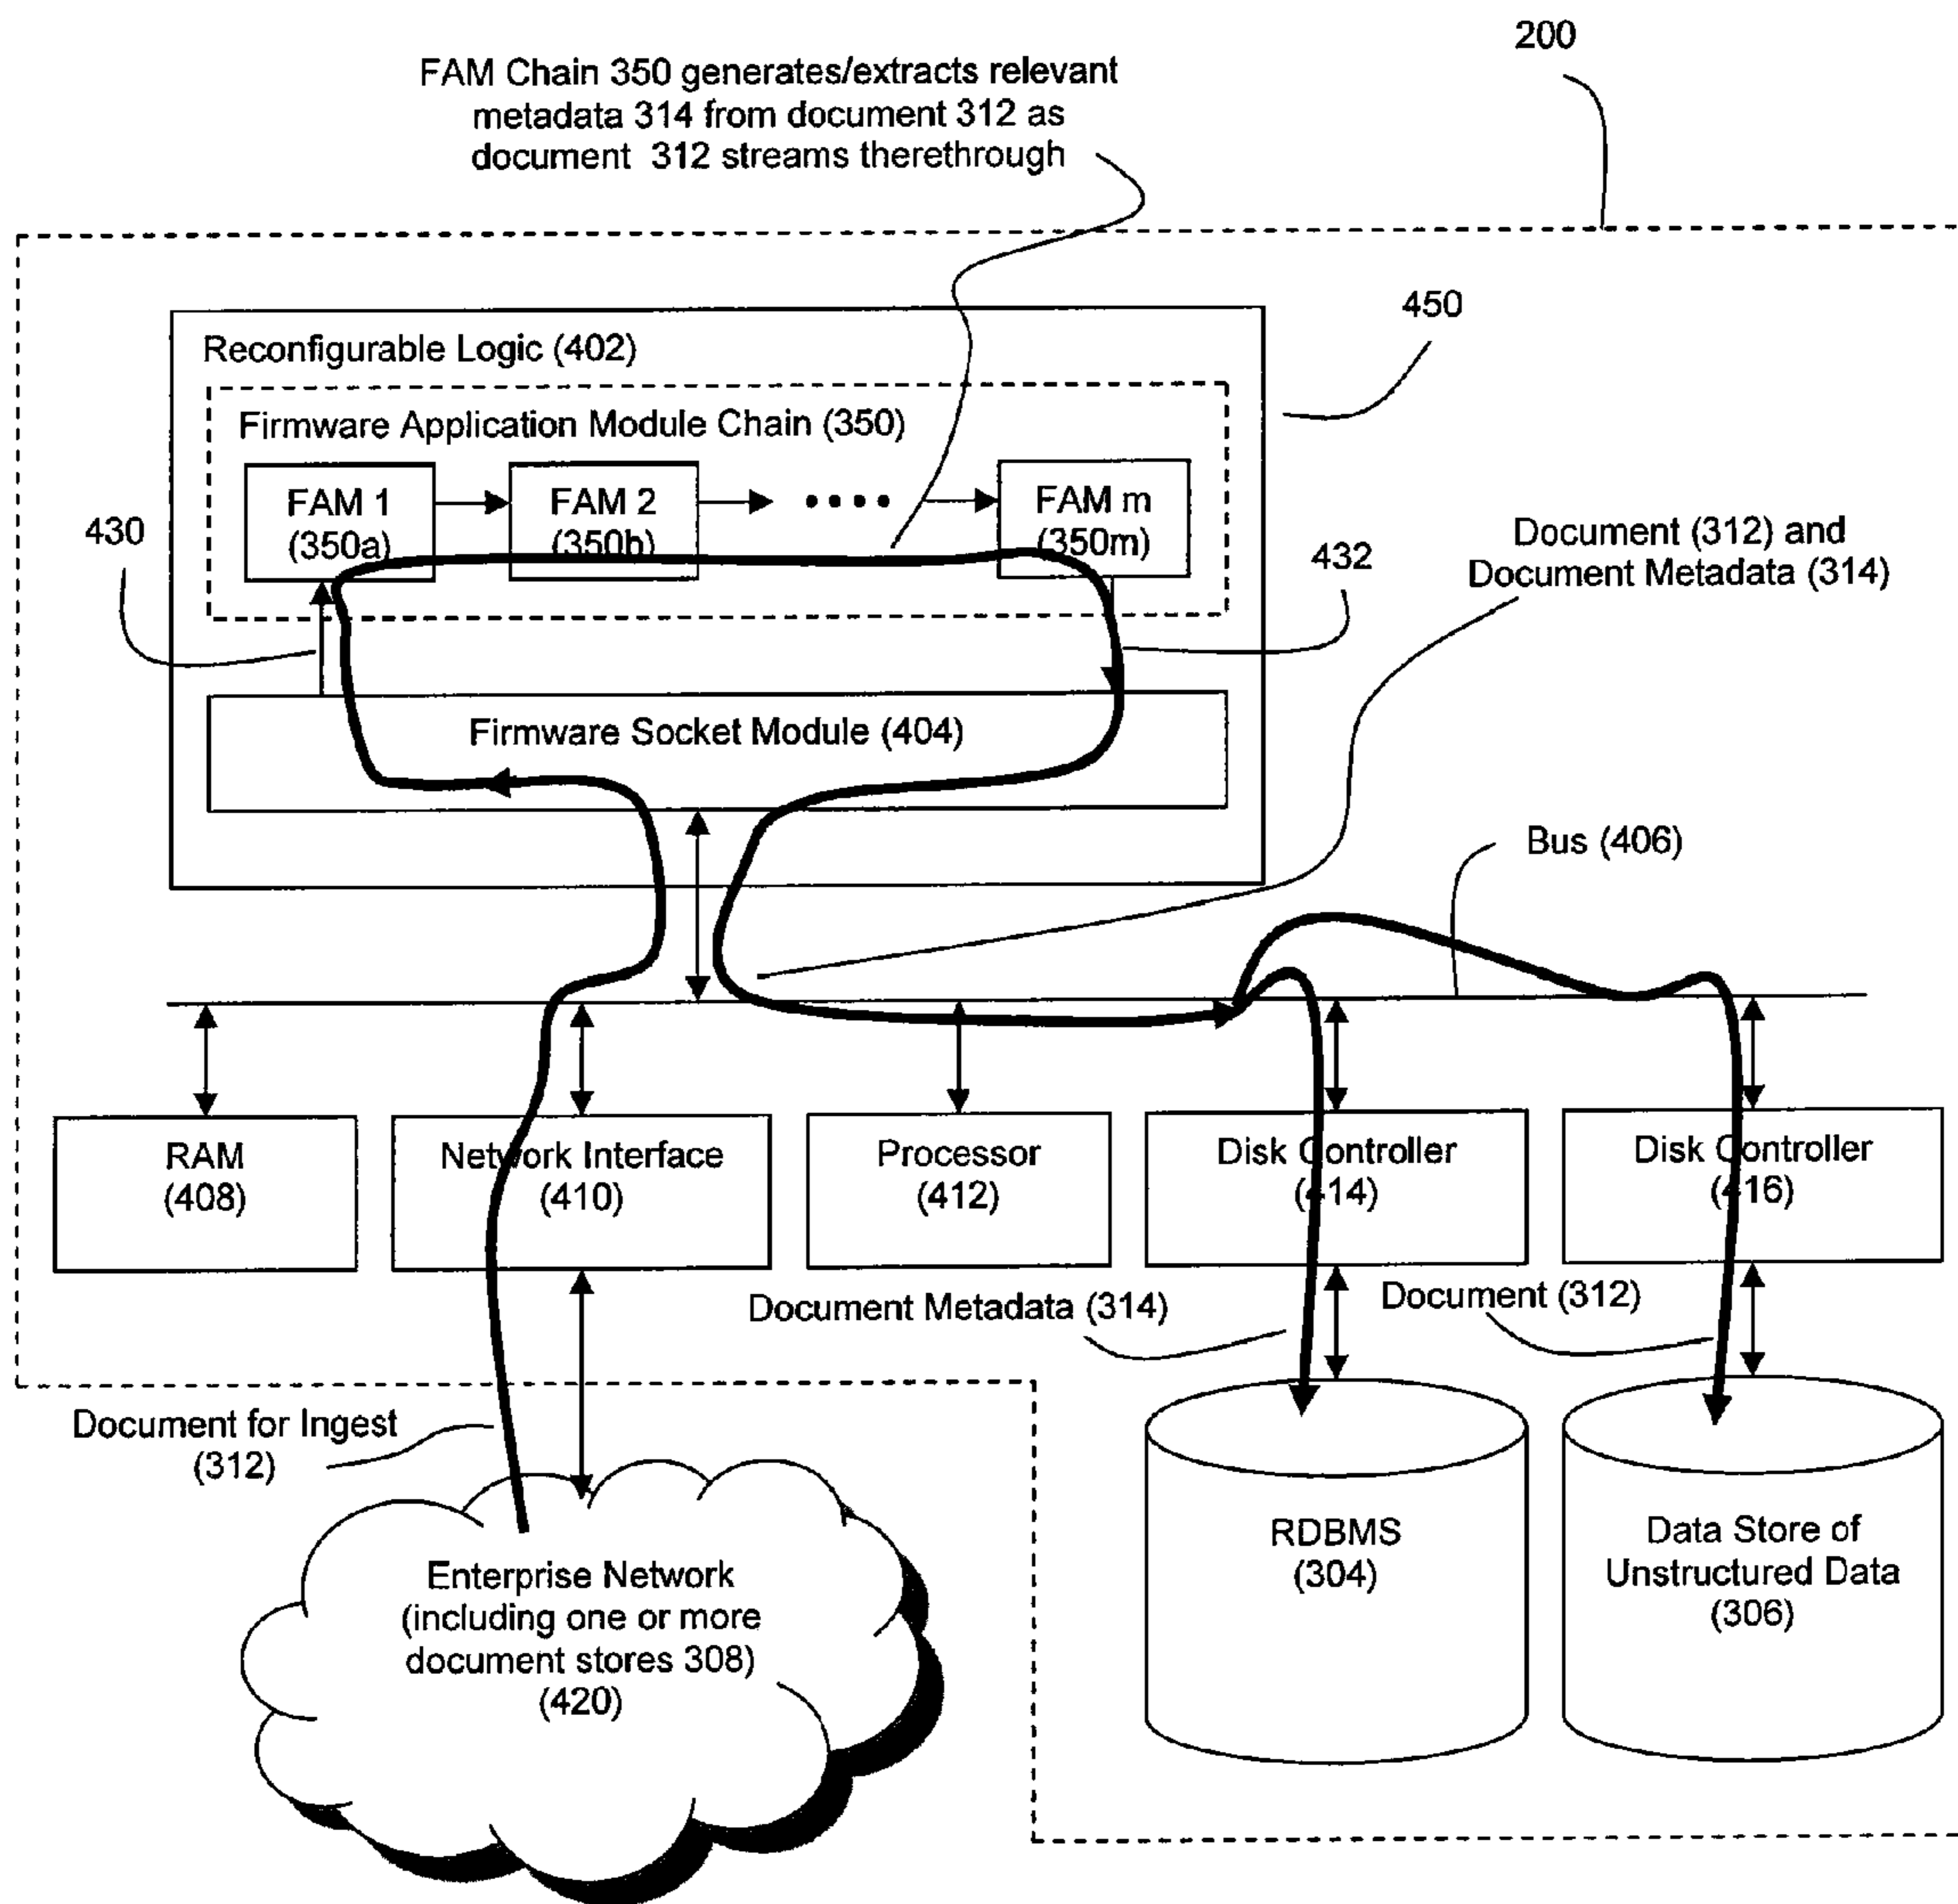 200
FAM Chain 350 generates/extracts relevant
metadata 314 from document 312 as
document 312 streams therethrough
450
Reconfigurable Logic (402)
Firmware Application Module Chain (350)
FAM 1
(350a)
FAM 2
(350b)
••••
FAM m
(350m)
430
432
Document (312) and
Document Metadata (314)
Firmware Socket Module (404)
Bus (406)
RAM
(408)
Network Interface
(410)
Processor
(412)
Disk Controller
(414)
Disk Controller
(416)
Document Metadata (314)
Document (312)
Document for Ingest
(312)
Enterprise Network
(including one or more
document stores 308)
(420)
RDBMS
(304)
Data Store of
Unstructured Data
(306)